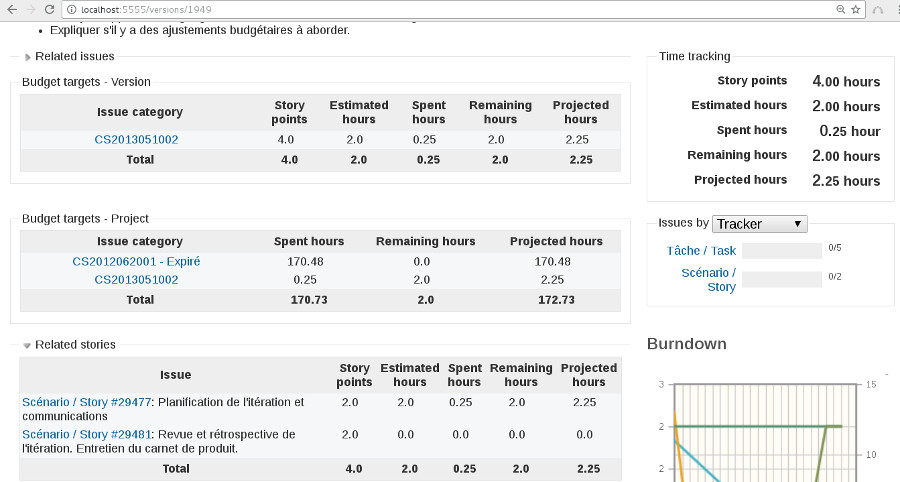 localhost:5555/versions/1949
Expliquer s'il y a des ajustements budgétaires à aborder.
Related issues
Budget targets - Version
Issue category Story points Estimated hours Spent hours Remaining hours Projected hours
CS2013051002 4.0 2.0 0.25 2.0 2.25
Total 4.0 2.0 0.25 2.0 2.25
Budget targets - Project
Issue category Spent hours Remaining hours Projected hours
CS2012062001 - Expiré 170.48 0.0 170.48
CS2013051002 0.25 2.0 2.25
Total 170.73 2.0 172.73
Related stories
Issue Story points Estimated hours Spent hours Remaining hours Projected hours
Scénario / Story #29477: Planification de l'itération et 2.0 2.0 0.25 2.0 2.25
communications
Scénario / Story #29481: Revue et rétrospective de 2.0 0.0 0.0 0.0 0.0
l'itération. Entretien du carnet de produit.
Total 4.0 2.0 0.25 2.0 2.25
Time tracking
Story points 4.00 hours
Estimated hours 2.00 hours
Spent hours 0.25 hour
Remaining hours 2.00 hours
Projected hours 2.25 hours
Issues by Tracker
Tâche / Task 0/5
Scénario / 0/2
Story
Burndown
3 15
2
2 10